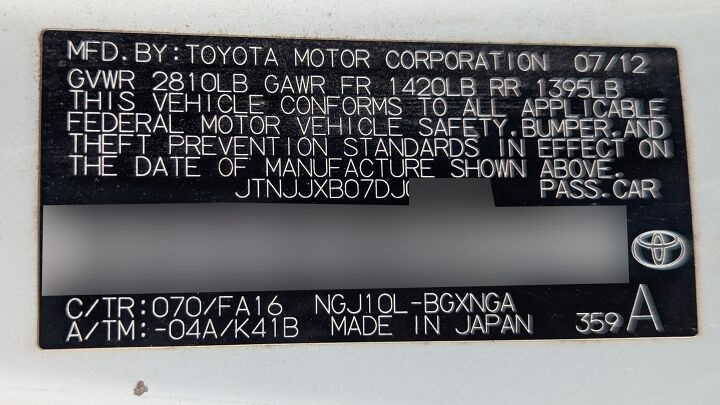 MFD. BY: TOYOTA MOTOR CORPORATION 07/12
GVWR 2810LB GAWR FR 1420LB RR 1395LB
THIS VEHICLE CONFORMS TO ALL APPLICABLE
FEDERAL MOTOR VEHICLE SAFETY, BUMPER, AND
THEFT PREVENTION STANDARDS IN EFFECT ON
THE DATE OF MANUFACTURE SHOWN ABOVE.
JTNJJXB07DJ PASS. CAR
C/TR: 070/FA16 NGJ10L-BGXNGA
A/TM: -04A/K41B MADE IN JAPAN 359 A